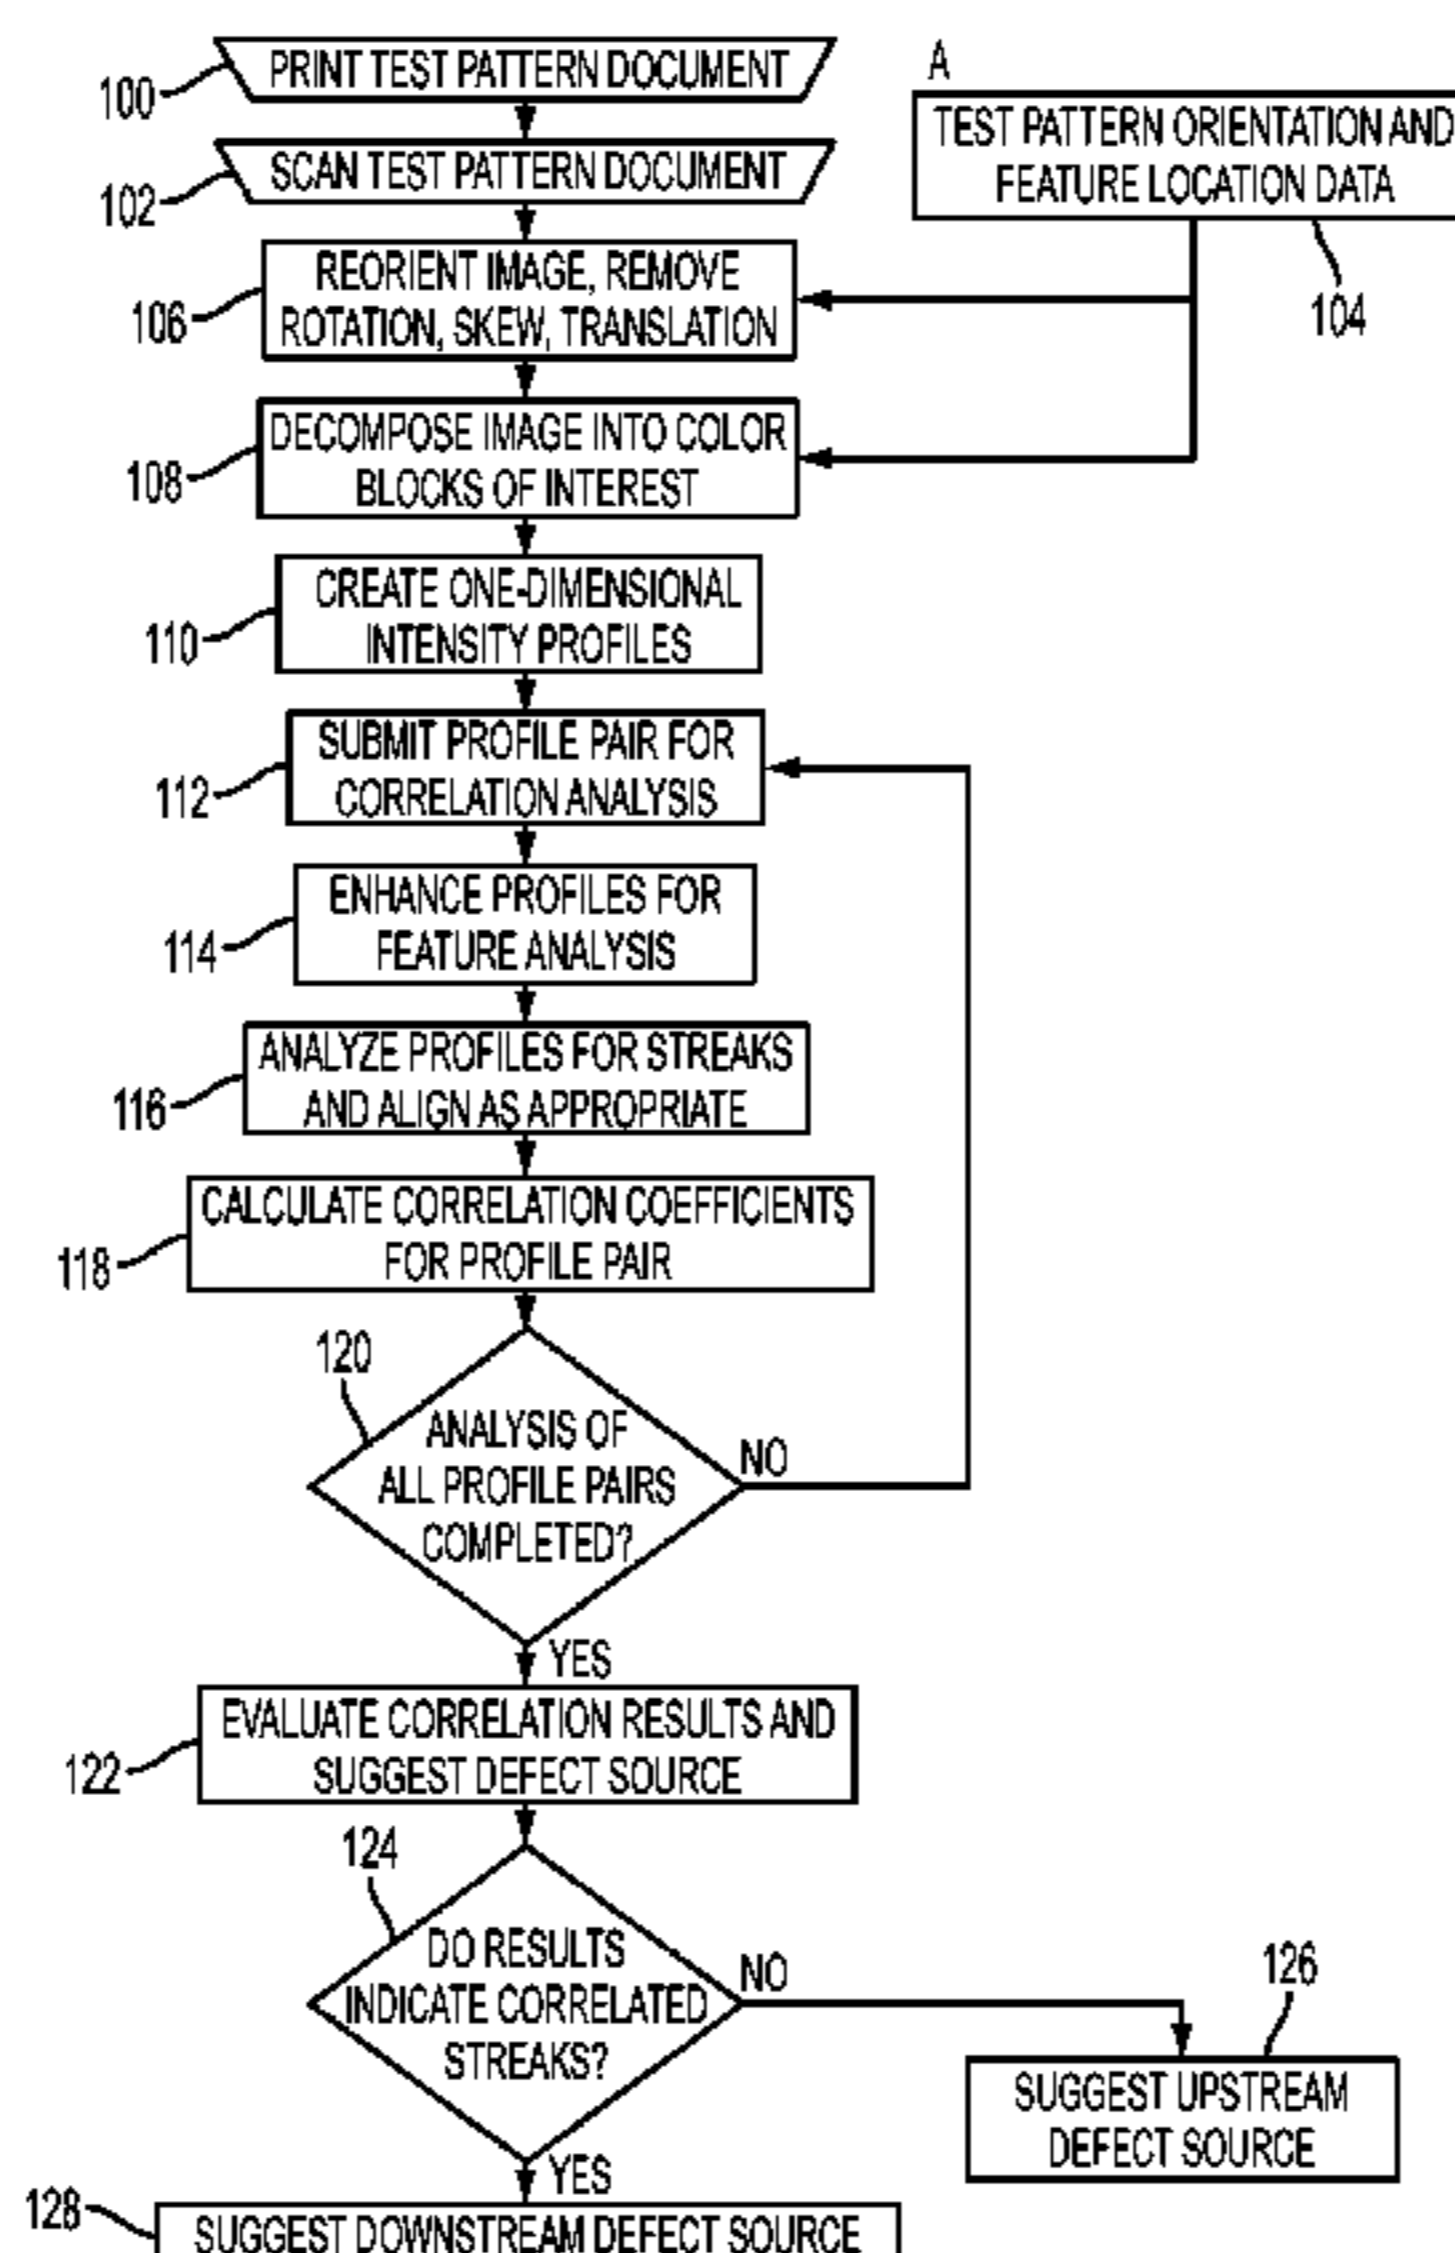 PRINT TEST PATTERN DOCUMENT
100
A
TEST PATTERN ORIENTATION AND
FEATURE LOCATION DATA
104
SCAN TEST PATTERN DOCUMENT
102
REORIENT IMAGE, REMOVE
ROTATION, SKEW, TRANSLATION
106
DECOMPOSE IMAGE INTO COLOR
BLOCKS OF INTEREST
108
CREATE ONE-DIMENSIONAL
INTENSITY PROFILES
110
SUBMIT PROFILE PAIR FOR
CORRELATION ANALYSIS
112
ENHANCE PROFILES FOR
FEATURE ANALYSIS
114
ANALYZE PROFILES FOR STREAKS
AND ALIGN AS APPROPRIATE
116
CALCULATE CORRELATION COEFFICIENTS
FOR PROFILE PAIR
118
120
ANALYSIS OF
ALL PROFILE PAIRS
COMPLETED?
NO
YES
EVALUATE CORRELATION RESULTS AND
SUGGEST DEFECT SOURCE
122
124
DO RESULTS
INDICATE CORRELATED
STREAKS?
NO
126
SUGGEST UPSTREAM
DEFECT SOURCE
YES
128
SUGGEST DOWNSTREAM DEFECT SOURCE